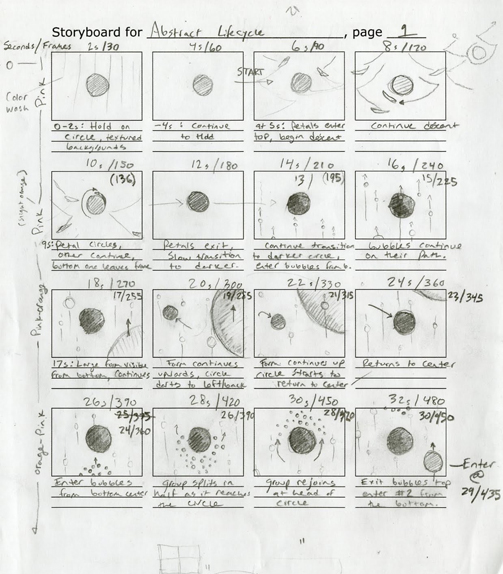 Storyboard for Abstract Lifecycle, page 1
Seconds/Frames
2s/30
4s/60
6s/90
8s/120
START
Color
wash
Pink
0-2s: Hold on
circle, textured
backgrounds
-4s: Continue
to Hold
at 5s: Petals enter
top, begin descent
Continue descent
10s/150
(136)
12s/180
14s/210
13/ (195)
16s/240
15/225
(slight orange)
Pink
9s: Petal circles,
other continue,
bottom one leaves frame
Petals exit,
Slow transition
to darker.
Continue transition
to darker circle,
enter bubbles from b.
bubbles continue
on their path.
18s/270
17/255
20s/300
19/285
22s/330
21/315
24s/360
23/345
Pink-orange
17s: Large form visible
from bottom, continues
Form continues
upwords, circle
darts to left back
Form continues up
circle starts to
return to center
Returns to center
26s/390
25/375
24/360
28s/420
26/390
30s/450
28/420
32s/480
30/450
orange-Pink
Enter bubbles
from bottom center
Group splits in
half as it reaches
the circle
group rejoins
at head of
circle
Exit bubbles top
enter #2 from
the bottom.
Enter
@
29/435